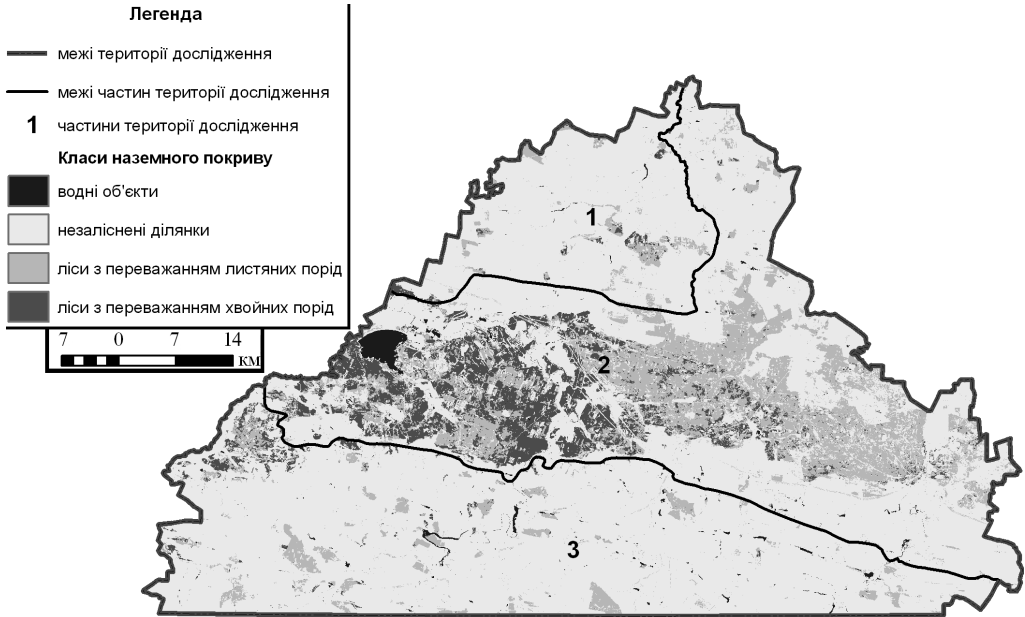 Легенда
межі території дослідження
межі частин території дослідження
1 частини території дослідження
Класи наземного покриву
водні об'єкти
незаліснені ділянки
ліси з переважанням листяних порід
ліси з переважанням хвойних порід
7 0 7 14
км
1
2
3